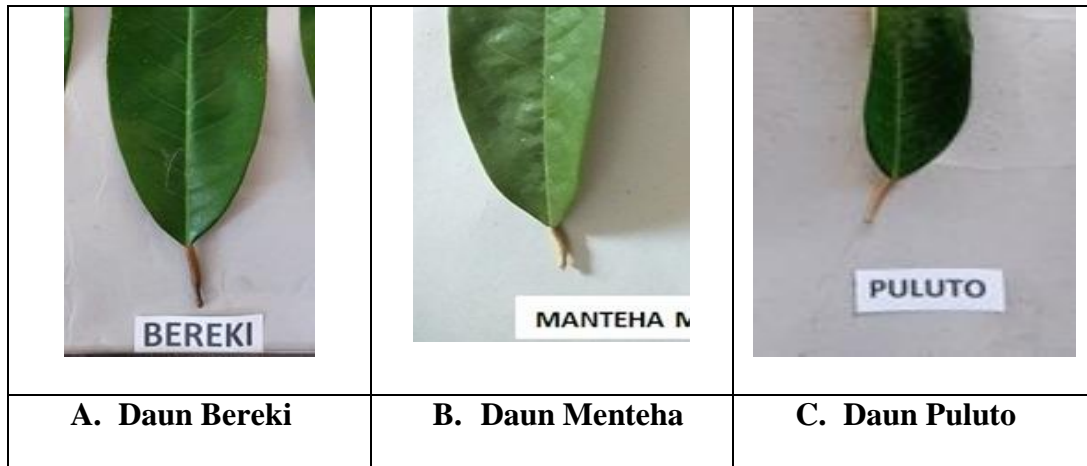 BEREKI
MANTEHA M
PULUTO
A. Daun Bereki
B. Daun Menteha
C. Daun Puluto